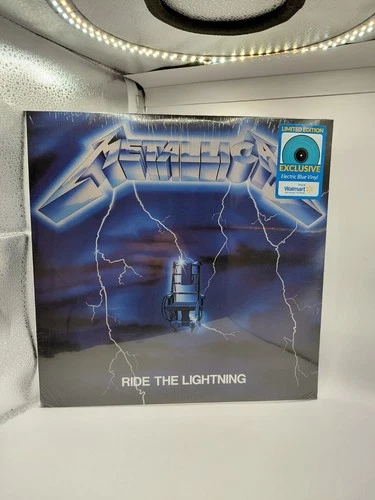 METALLICA
LIMITED EDITION
EXCLUSIVE
Electric Blue Vinyl
Walmart
RIDE THE LIGHTNING